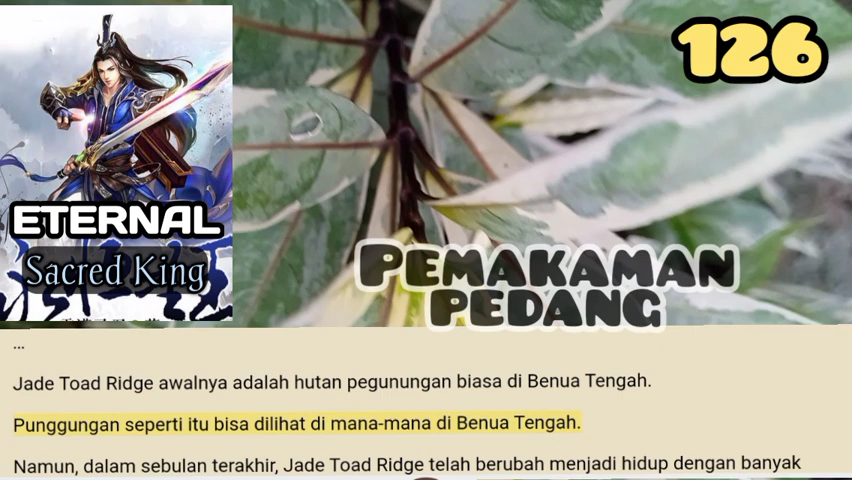 126
ETERNAL
Sacred King
PEMAKAMAN
PEDANG
...
Jade Toad Ridge awalnya adalah hutan pegunungan biasa di Benua Tengah.
Punggungan seperti itu bisa dilihat di mana-mana di Benua Tengah.
Namun, dalam sebulan terakhir, Jade Toad Ridge telah berubah menjadi hidup dengan banyak